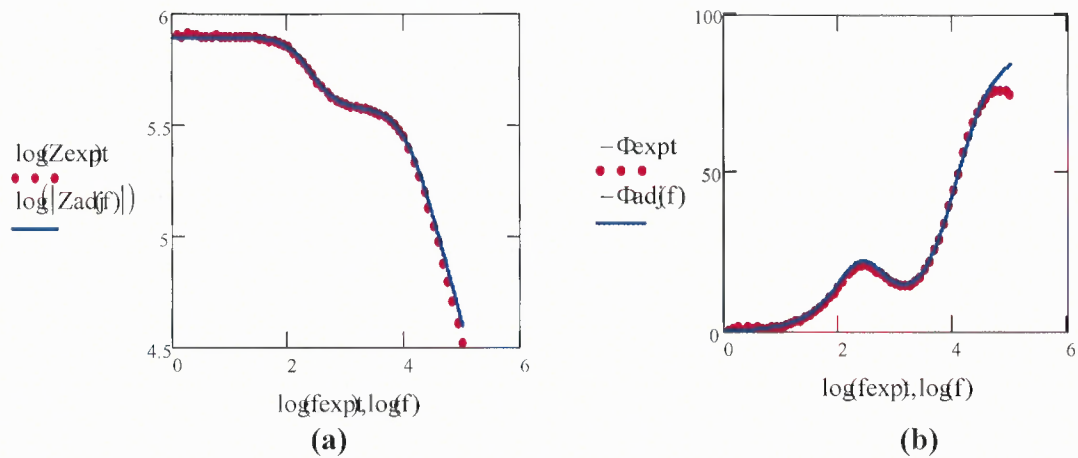 6
5.5
5
4.5
log(Zexpt)
log(|Zadj(f)|)
0
2
4
6
log(fexpt), log(f)
(a)
100
50
0
−Φexpt
−Φadj(f)
0
2
4
6
log(fexpt), log(f)
(b)